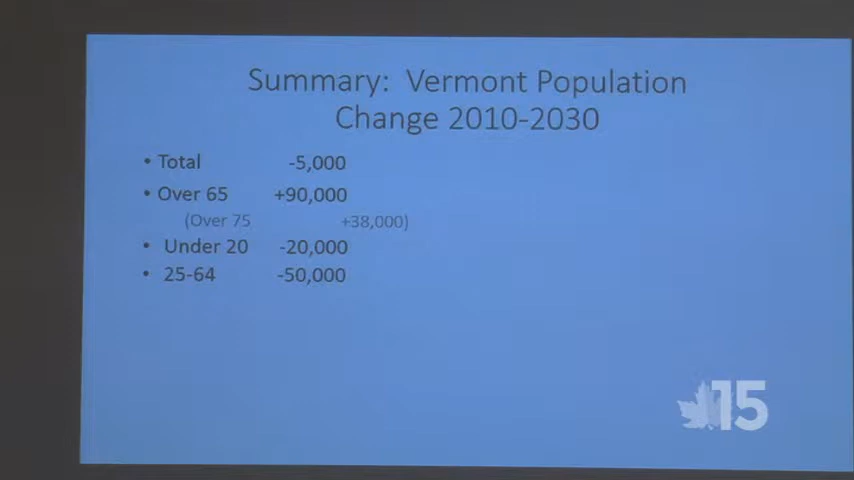 Summary: Vermont Population
Change 2010-2030
• Total -5,000
• Over 65 +90,000
(Over 75 +38,000)
• Under 20 -20,000
• 25-64 -50,000
15